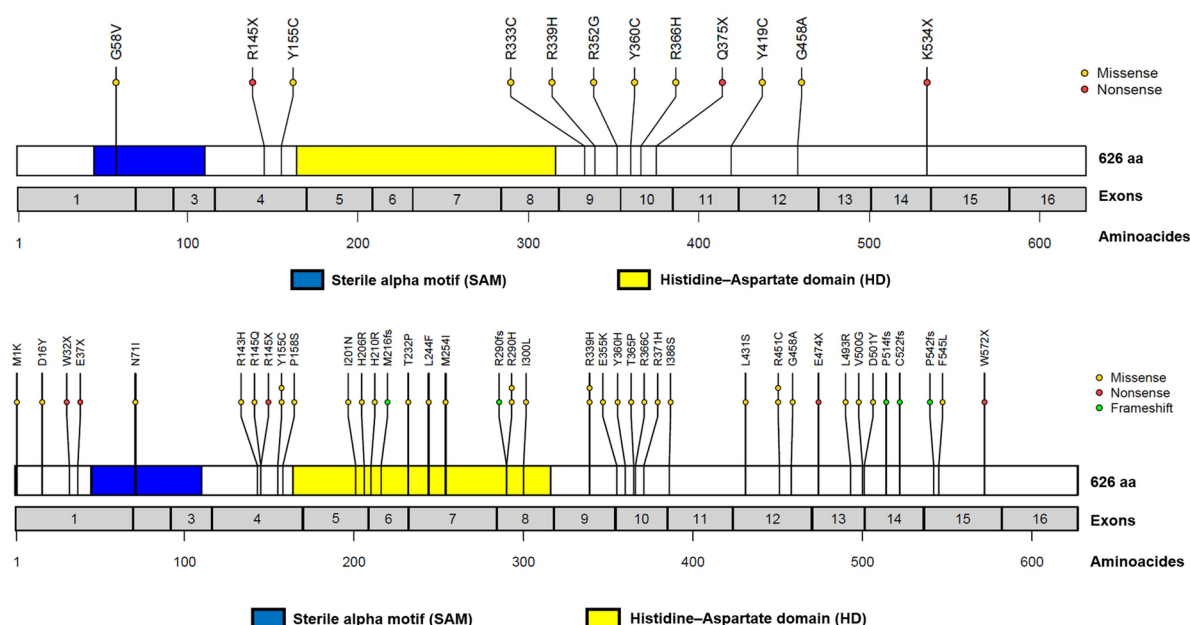 G58V R145X Y155C R333C R339H R352G Y360C R366H Q375X Y419C G458A K534X
Missense
Nonsense
626 aa
1 3 4 5 6 7 8 9 10 11 12 13 14 15 16 Exons
1 100 200 300 400 500 600 Aminoacides
Sterile alpha motif (SAM) Histidine–Aspartate domain (HD)
M1K D16Y W32X E37X N71I R143H R145Q R145X Y155C P158S I201N H206R H210R M216fs T232P L244F M254I R290fs R290H I300L R339H E355K Y360H T365P R366C R371H I386S L431S R451C G458A E474X L493R V500G D501Y P514fs C522fs P542fs F545L W572X
Missense
Nonsense
Frameshift
626 aa
1 3 4 5 6 7 8 9 10 11 12 13 14 15 16 Exons
1 100 200 300 400 500 600 Aminoacides
Sterile alpha motif (SAM) Histidine–Aspartate domain (HD)